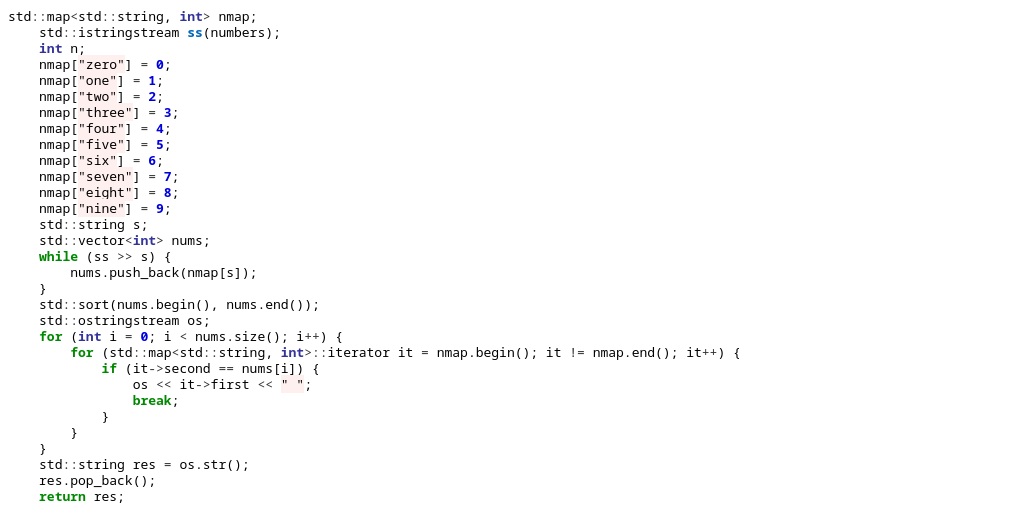 std::map<std::string, int> nmap;
    std::istringstream ss(numbers);
    int n;
    nmap["zero"] = 0;
    nmap["one"] = 1;
    nmap["two"] = 2;
    nmap["three"] = 3;
    nmap["four"] = 4;
    nmap["five"] = 5;
    nmap["six"] = 6;
    nmap["seven"] = 7;
    nmap["eight"] = 8;
    nmap["nine"] = 9;
    std::string s;
    std::vector<int> nums;
    while (ss >> s) {
        nums.push_back(nmap[s]);
    }
    std::sort(nums.begin(), nums.end());
    std::ostringstream os;
    for (int i = 0; i < nums.size(); i++) {
        for (std::map<std::string, int>::iterator it = nmap.begin(); it != nmap.end(); it++) {
            if (it->second == nums[i]) {
                os << it->first << " ";
                break;
            }
        }
    }
    std::string res = os.str();
    res.pop_back();
    return res;